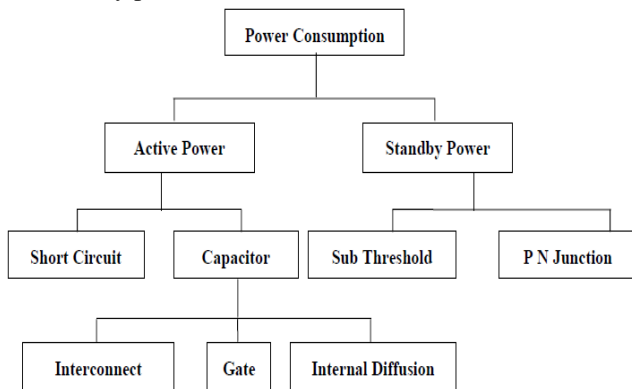 Power Consumption
Active Power
Standby Power
Short Circuit
Capacitor
Sub Threshold
P N Junction
Interconnect
Gate
Internal Diffusion